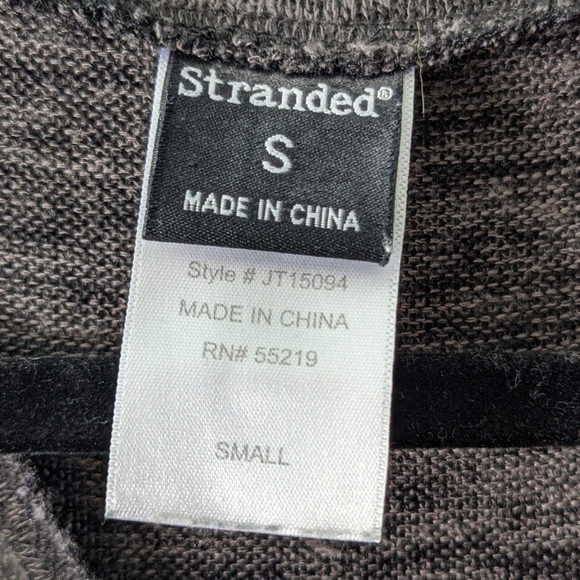 Stranded®
S
MADE IN CHINA
Style # JT15094
MADE IN CHINA
RN# 55219
SMALL